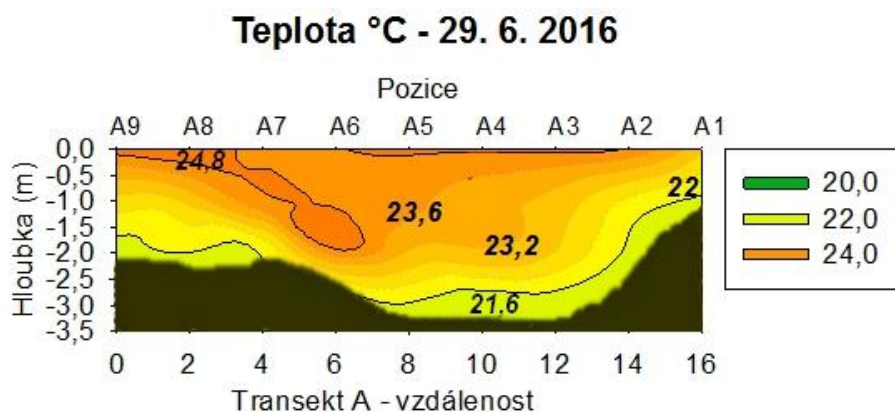 Teplota °C - 29. 6. 2016
Pozice
A9 A8 A7 A6 A5 A4 A3 A2 A1
Hloubka (m)
0,0
-0,5
-1,0
-1,5
-2,0
-2,5
-3,0
-3,5
24,8
23,6
23,2
22
21,6
20,0
22,0
24,0
0 2 4 6 8 10 12 14 16
Transekt A - vzdálenost